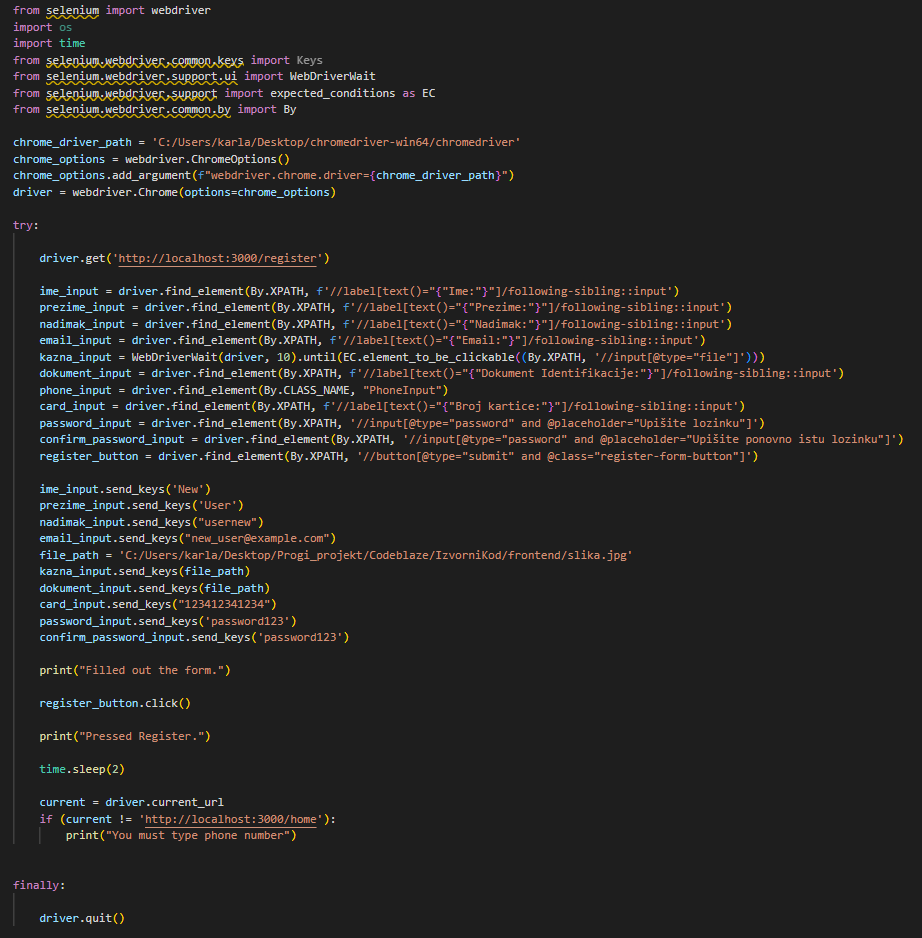 from selenium import webdriver
import os
import time
from selenium.webdriver.common.keys import Keys
from selenium.webdriver.support.ui import WebDriverWait
from selenium.webdriver.support import expected_conditions as EC
from selenium.webdriver.common.by import By
chrome_driver_path = 'C:/Users/karla/Desktop/chromedriver-win64/chromedriver'
chrome_options = webdriver.ChromeOptions()
chrome_options.add_argument(f"webdriver.chrome.driver={chrome_driver_path}")
driver = webdriver.Chrome(options=chrome_options)
try:
driver.get('http://localhost:3000/register')
ime_input = driver.find_element(By.XPATH, f'//label[text()="{"Ime:"}"]/following-sibling::input')
prezime_input = driver.find_element(By.XPATH, f'//label[text()="{"Prezime:"}"]/following-sibling::input')
nadimak_input = driver.find_element(By.XPATH, f'//label[text()="{"Nadimak:"}"]/following-sibling::input')
email_input = driver.find_element(By.XPATH, f'//label[text()="{"Email:"}"]/following-sibling::input')
kazna_input = WebDriverWait(driver, 10).until(EC.element_to_be_clickable((By.XPATH, '//input[@type="file"]')))
dokument_input = driver.find_element(By.XPATH, f'//label[text()="{"Dokument Identifikacije:"}"]/following-sibling::input')
phone_input = driver.find_element(By.CLASS_NAME, "PhoneInput")
card_input = driver.find_element(By.XPATH, f'//label[text()="{"Broj kartice:"}"]/following-sibling::input')
password_input = driver.find_element(By.XPATH, '//input[@type="password" and @placeholder="Upišite lozinku"]')
confirm_password_input = driver.find_element(By.XPATH, '//input[@type="password" and @placeholder="Upišite ponovno istu lozinku"]')
register_button = driver.find_element(By.XPATH, '//button[@type="submit" and @class="register-form-button"]')
ime_input.send_keys('New')
prezime_input.send_keys('User')
nadimak_input.send_keys("usernew")
email_input.send_keys("new_user@example.com")
file_path = 'C:/Users/karla/Desktop/Progi_projekt/Codeblaze/IzvorniKod/frontend/slika.jpg'
kazna_input.send_keys(file_path)
dokument_input.send_keys(file_path)
card_input.send_keys("123412341234")
password_input.send_keys('password123')
confirm_password_input.send_keys('password123')
print("Filled out the form.")
register_button.click()
print("Pressed Register.")
time.sleep(2)
current = driver.current_url
if (current != 'http://localhost:3000/home'):
print("You must type phone number")
finally:
driver.quit()